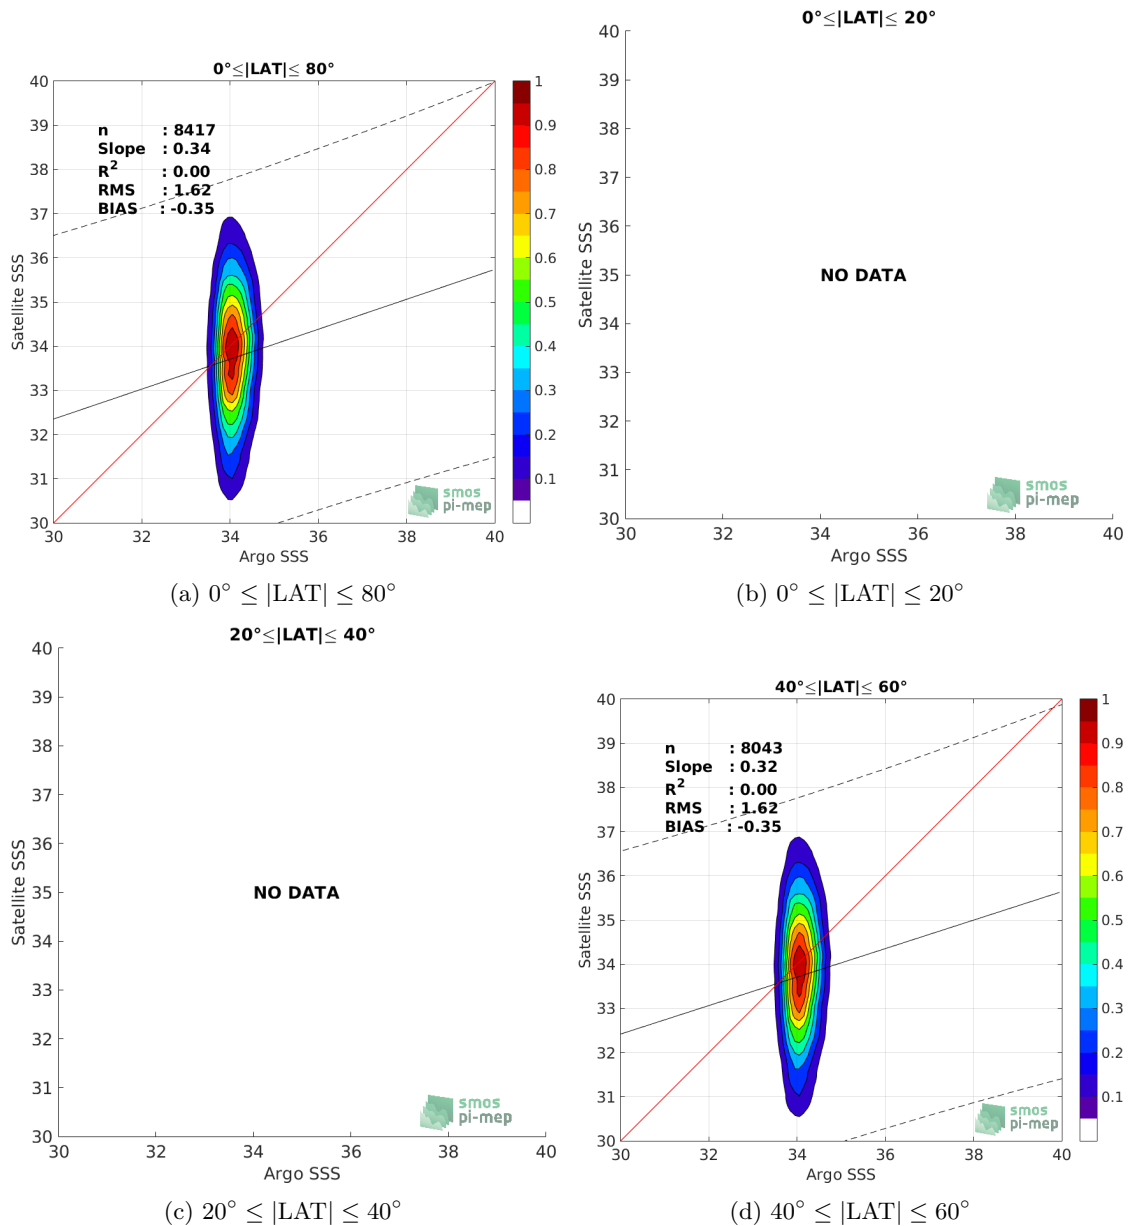 0°≤|LAT|≤ 80°
40
39
38
37
36
35
34
33
32
31
30
Satellite SSS
n : 8417
Slope : 0.34
R2 : 0.00
RMS : 1.62
BIAS : -0.35
30 32 34 36 38 40
Argo SSS
smos
pi-mep
1
0.9
0.8
0.7
0.6
0.5
0.4
0.3
0.2
0.1
(a) 0° ≤ |LAT| ≤ 80°
0°≤|LAT|≤ 20°
40
39
38
37
36
35
34
33
32
31
30
Satellite SSS
NO DATA
smos
pi-mep
30 32 34 36 38 40
Argo SSS
(b) 0° ≤ |LAT| ≤ 20°
20°≤|LAT|≤ 40°
40
39
38
37
36
35
34
33
32
31
30
Satellite SSS
NO DATA
smos
pi-mep
30 32 34 36 38 40
Argo SSS
(c) 20° ≤ |LAT| ≤ 40°
40°≤|LAT|≤ 60°
40
39
38
37
36
35
34
33
32
31
30
Satellite SSS
n : 8043
Slope : 0.32
R2 : 0.00
RMS : 1.62
BIAS : -0.35
30 32 34 36 38 40
Argo SSS
smos
pi-mep
1
0.9
0.8
0.7
0.6
0.5
0.4
0.3
0.2
0.1
(d) 40° ≤ |LAT| ≤ 60°